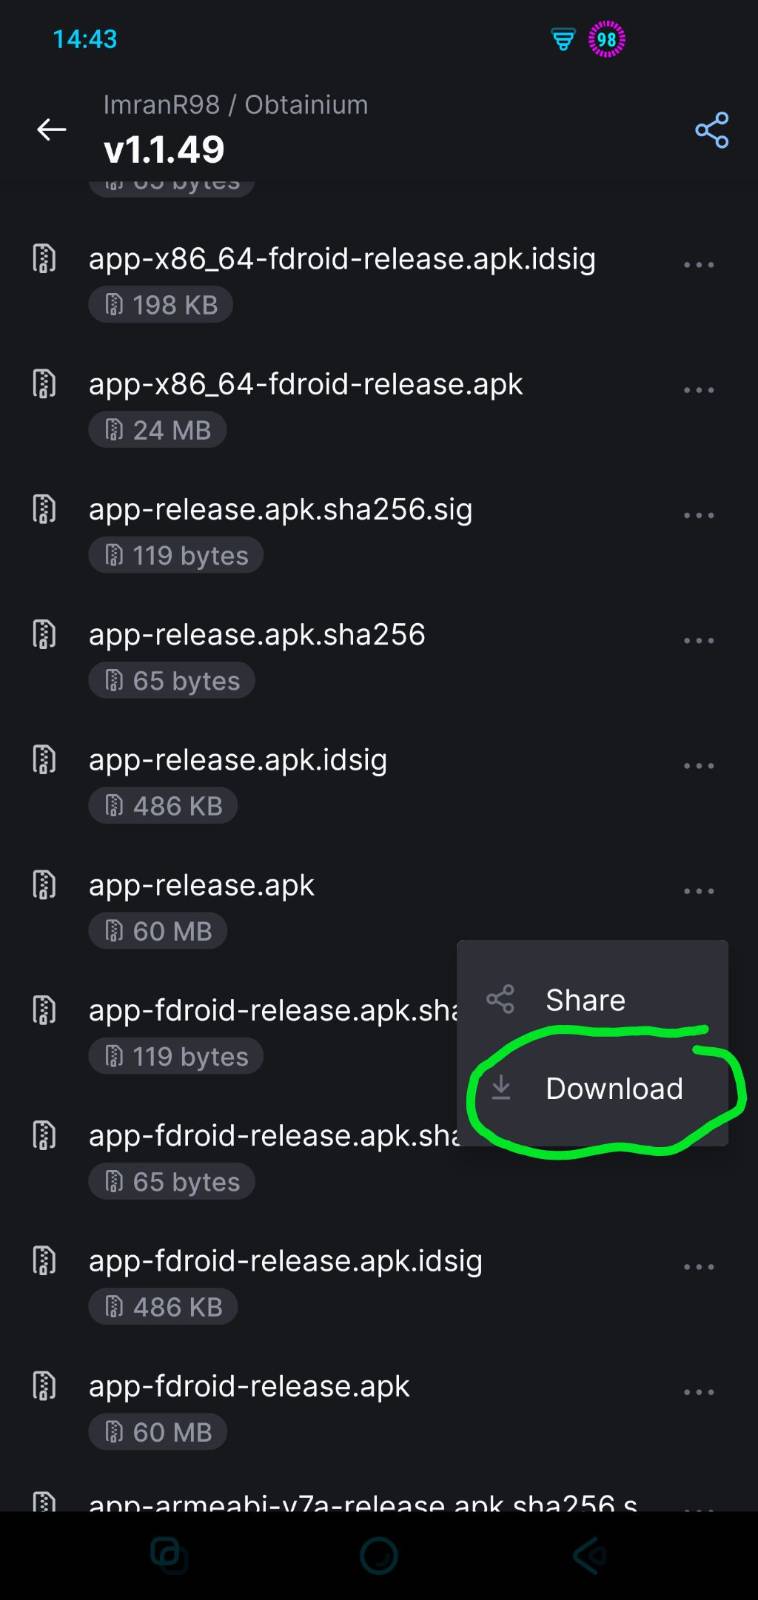 14:43
98
ImranR98 / Obtainium
v1.1.49
65 bytes
app-x86_64-fdroid-release.apk.idsig
198 KB
app-x86_64-fdroid-release.apk
24 MB
app-release.apk.sha256.sig
119 bytes
app-release.apk.sha256
65 bytes
app-release.apk.idsig
486 KB
app-release.apk
60 MB
Share
app-fdroid-release.apk.sha
119 bytes
Download
app-fdroid-release.apk.sha
65 bytes
app-fdroid-release.apk.idsig
486 KB
app-fdroid-release.apk
60 MB
app-armeabi-v7a-release.apk.sha256.s